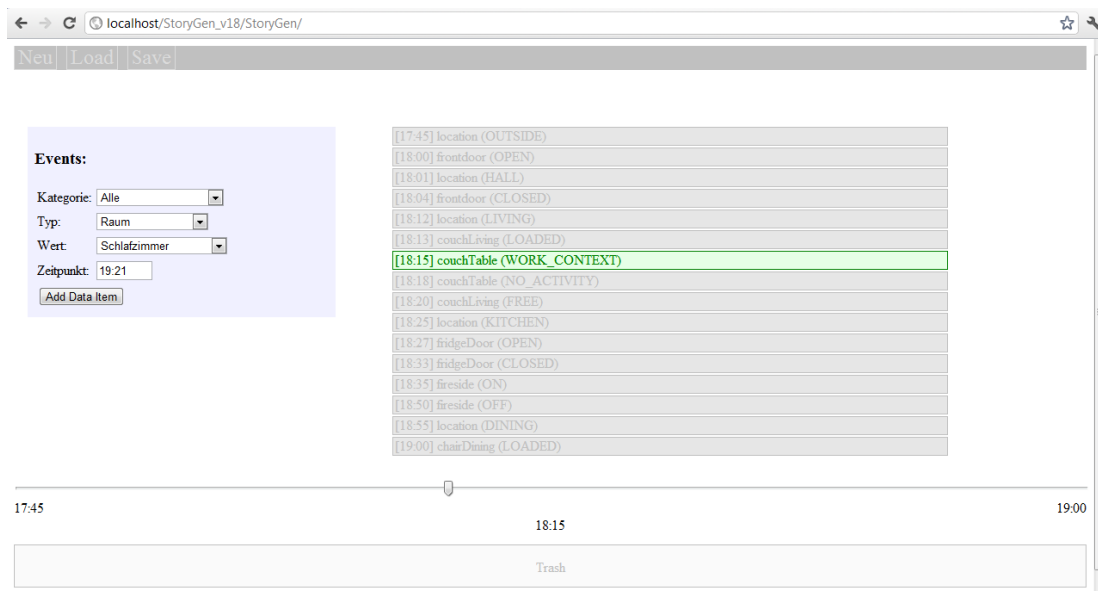 localhost/StoryGen_v18/StoryGen/
Neu Load Save
Events:
Kategorie: Alle
Typ: Raum
Wert: Schlafzimmer
Zeitpunkt: 19:21
Add Data Item
[17:45] location (OUTSIDE)
[18:00] frontdoor (OPEN)
[18:01] location (HALL)
[18:04] frontdoor (CLOSED)
[18:12] location (LIVING)
[18:13] couchLiving (LOADED)
[18:15] couchTable (WORK_CONTEXT)
[18:18] couchTable (NO_ACTIVITY)
[18:20] couchLiving (FREE)
[18:25] location (KITCHEN)
[18:27] fridgeDoor (OPEN)
[18:33] fridgeDoor (CLOSED)
[18:35] fireside (ON)
[18:50] fireside (OFF)
[18:55] location (DINING)
[19:00] chairDining (LOADED)
17:45 19:00
18:15
Trash